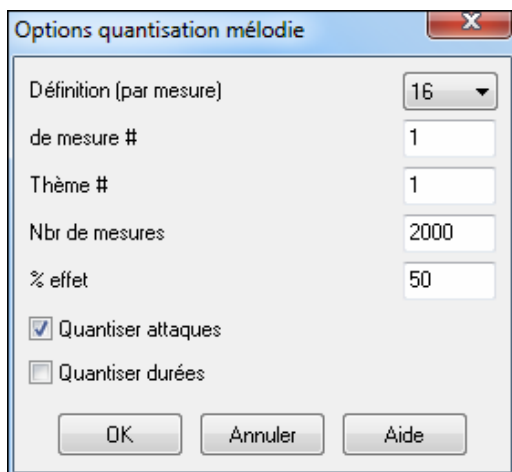 Options quantisation mélodie
Définition (par mesure) 16
de mesure # 1
Thème # 1
Nbr de mesures 2000
% effet 50
Quantiser attaques
Quantiser durées
OK Annuler Aide